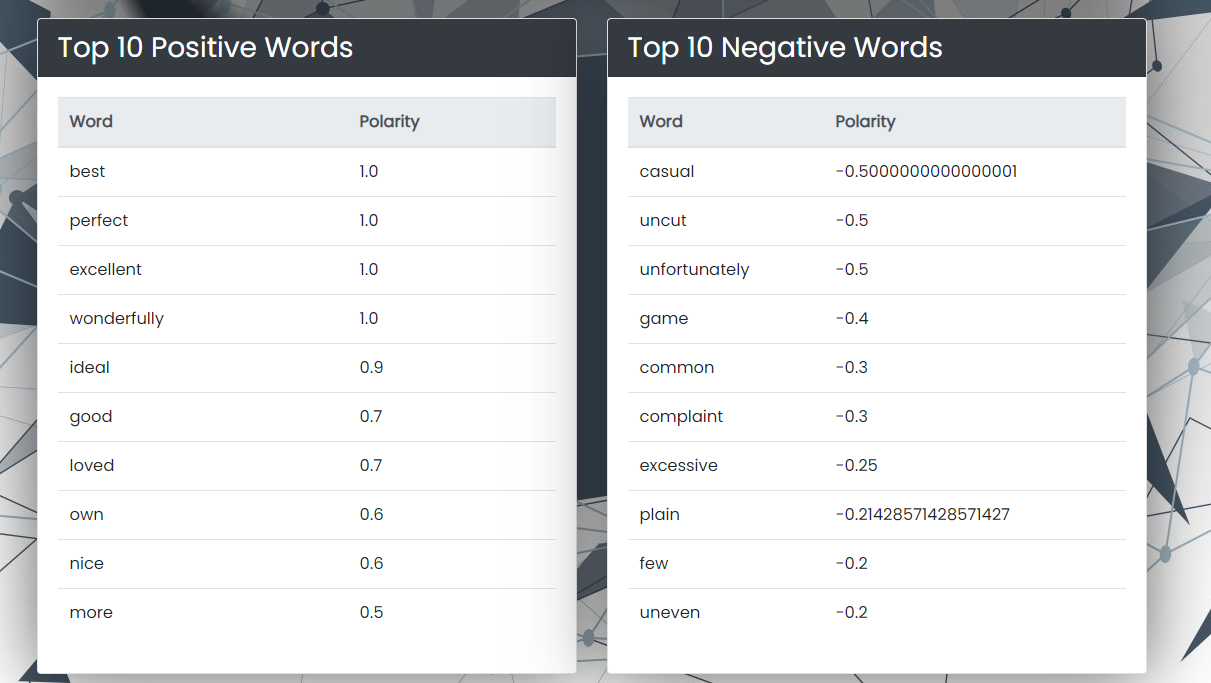 Top 10 Positive Words
Word Polarity
best 1.0
perfect 1.0
excellent 1.0
wonderfully 1.0
ideal 0.9
good 0.7
loved 0.7
own 0.6
nice 0.6
more 0.5
Top 10 Negative Words
Word Polarity
casual -0.5000000000000001
uncut -0.5
unfortunately -0.5
game -0.4
common -0.3
complaint -0.3
excessive -0.25
plain -0.21428571428571427
few -0.2
uneven -0.2